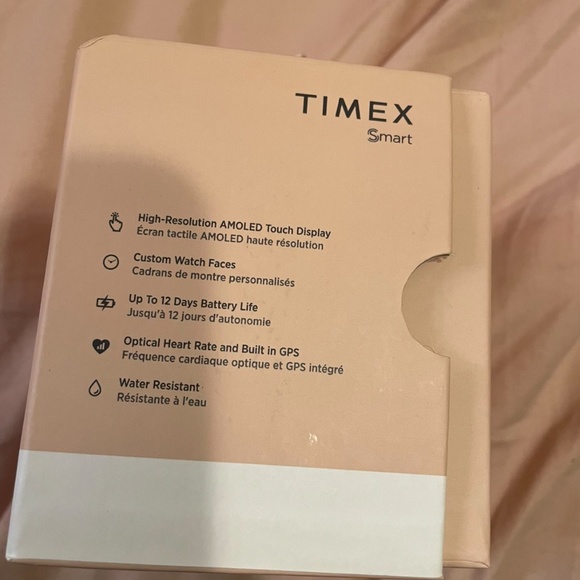 TIMEX
Smart
High-Resolution AMOLED Touch Display
Écran tactile AMOLED haute résolution
Custom Watch Faces
Cadrans de montre personnalisés
Up To 12 Days Battery Life
Jusqu'à 12 jours d'autonomie
Optical Heart Rate and Built in GPS
Fréquence cardiaque optique et GPS intégré
Water Resistant
Résistante à l'eau